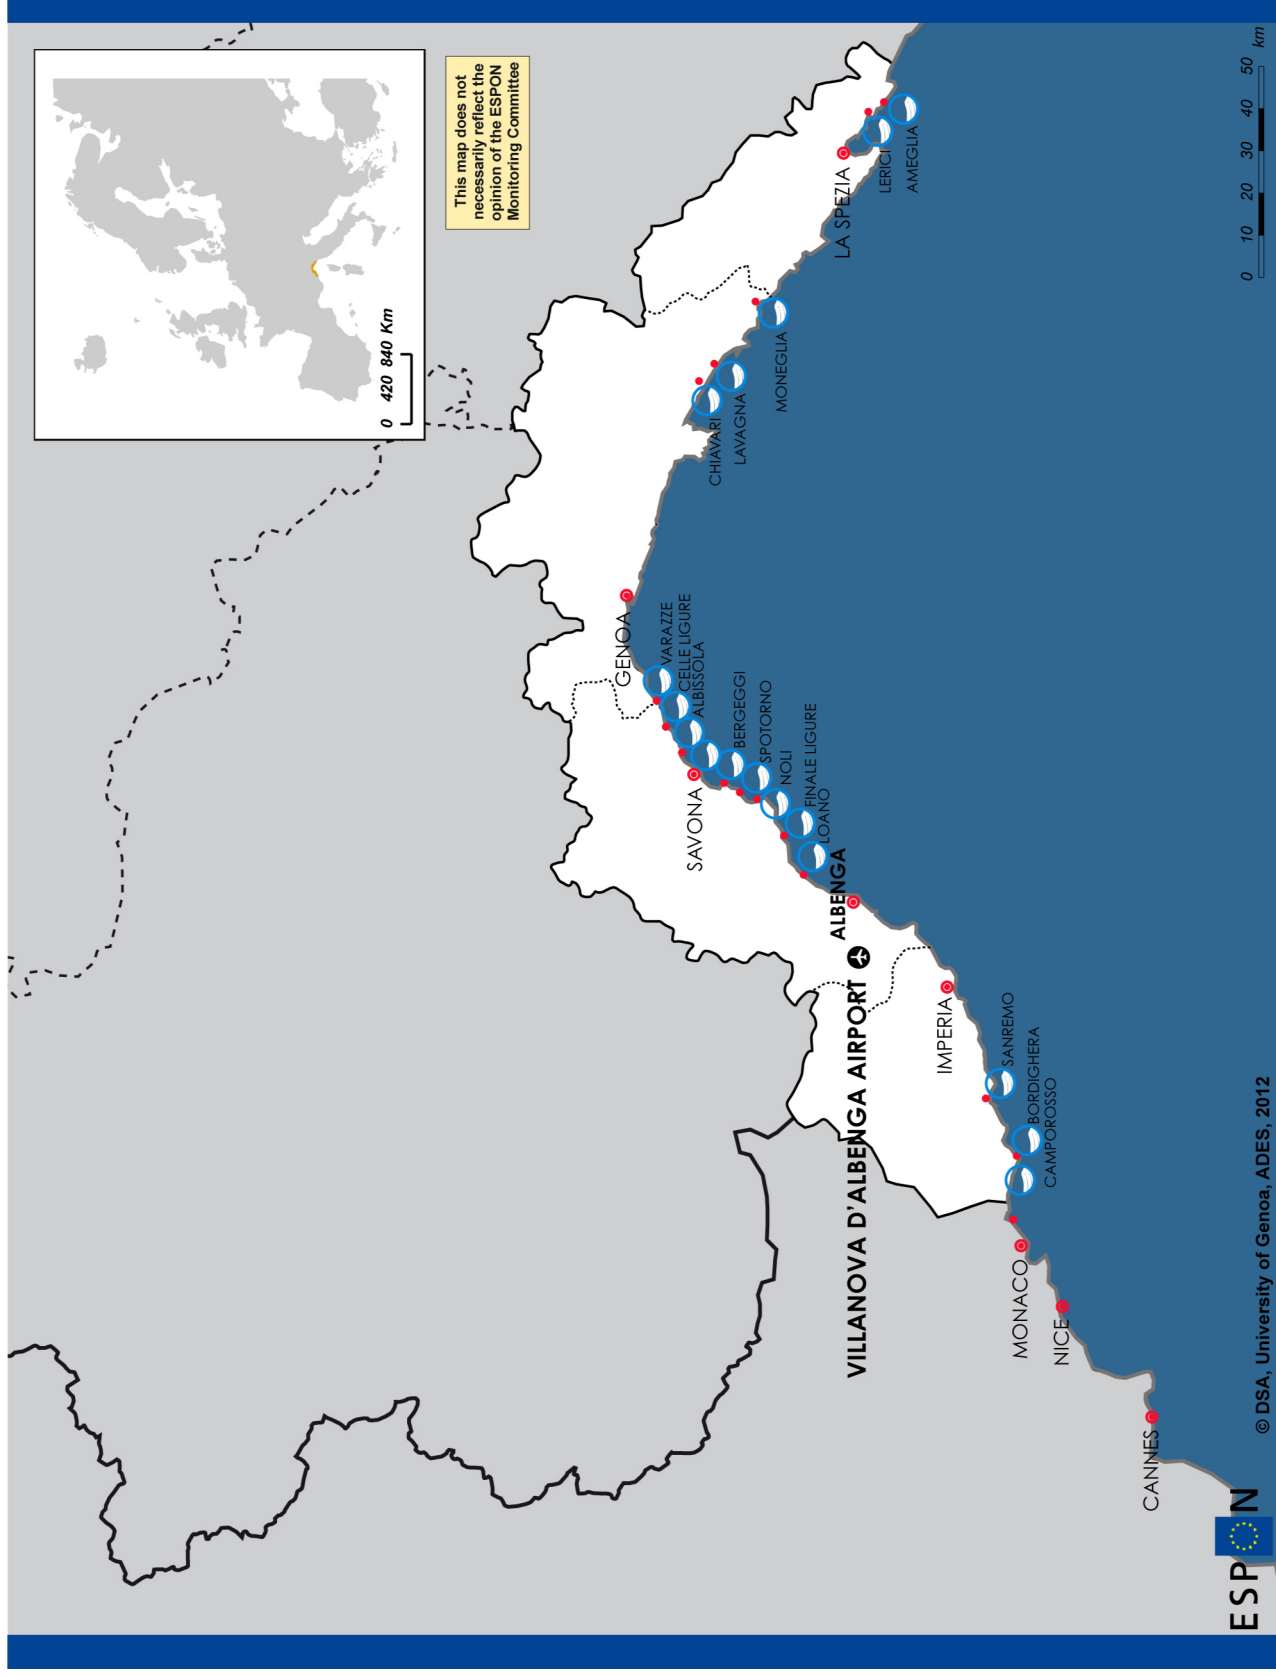 This map does not
necessarily reflect the
opinion of the ESPON
Monitoring Committee
0 420 840 Km
GENOA
VARAZZE
CELLE LIGURE
ALBISSOLA
SAVONA
BERGEGGI
SPOTORNO
NOLI
FINALE LIGURE
LOANO
ALBENGA
VILLANOVA D'ALBENGA AIRPORT
IMPERIA
SANREMO
BORDIGHERA
CAMPOROSSO
MONACO
NICE
CANNES
CHIAVARI
LAVAGNA
MONEGLIA
LA SPEZIA
LERICI
AMEGLIA
ESPON
© DSA, University of Genoa, ADES, 2012
0 10 20 30 40 50 km